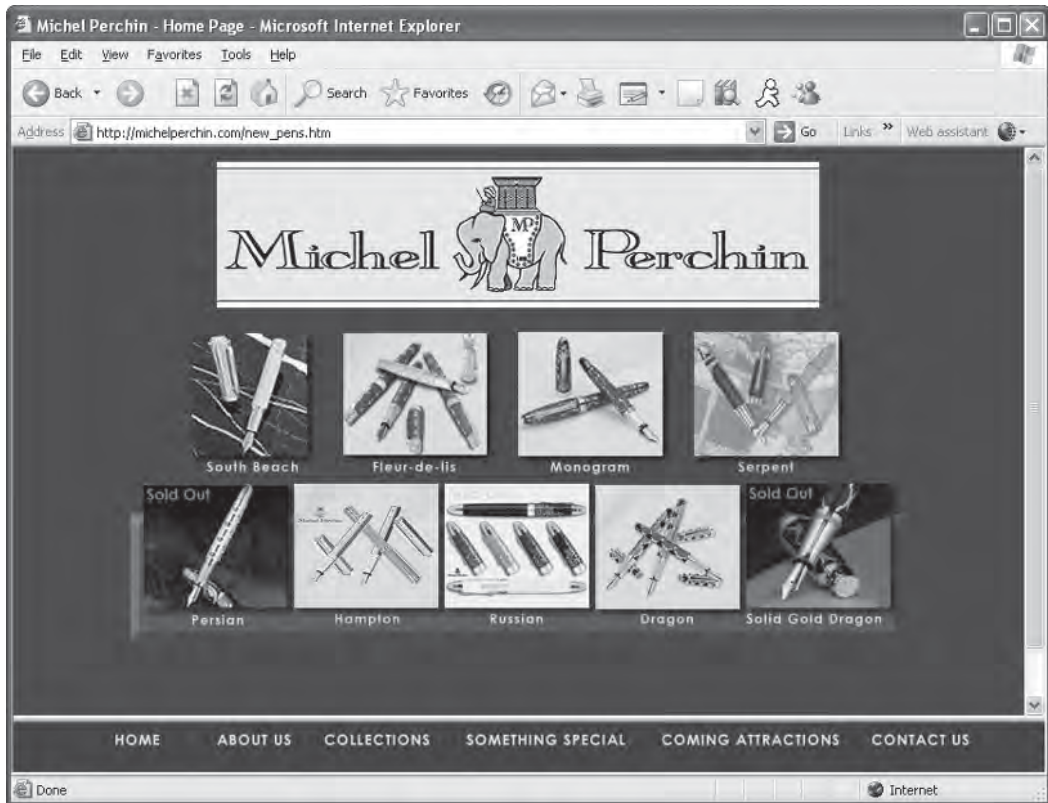 Michel Perchin - Home Page - Microsoft Internet Explorer
File Edit View Favorites Tools Help
Back Search Favorites
Address http://michelperchin.com/new_pens.htm Go Links » Web assistant
Michel MP Perchin
South Beach Fleur-de-lis Monogram Serpent
Sold Out Sold Out
Michel Perchin
Persian Hampton Russian Dragon Solid Gold Dragon
HOME ABOUT US COLLECTIONS SOMETHING SPECIAL COMING ATTRACTIONS CONTACT US
Done Internet